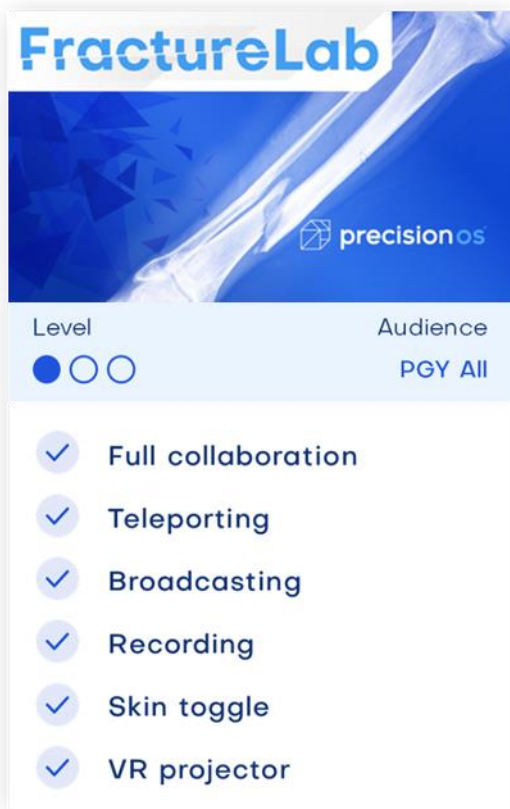 FractureLab
precisionos
Level
Audience
PGY All
Full collaboration
Teleporting
Broadcasting
Recording
Skin toggle
VR projector